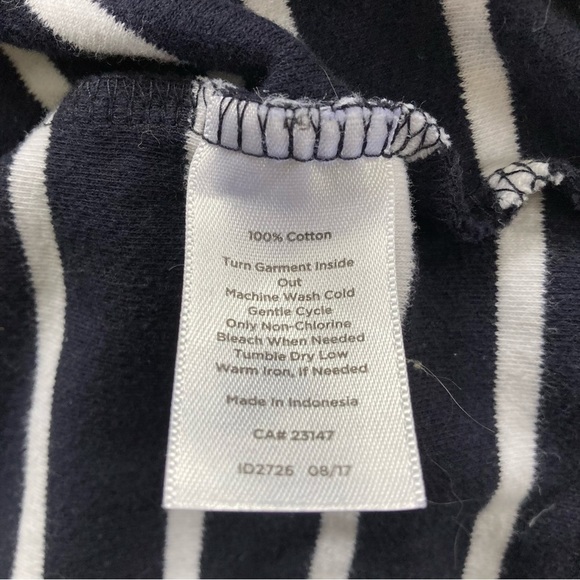 100% Cotton
Turn Garment Inside
Out
Machine Wash Cold
Gentle Cycle
Only Non-Chlorine
Bleach When Needed
Tumble Dry Low
Warm Iron, If Needed
Made In Indonesia
CA# 23147
ID2726 08/17